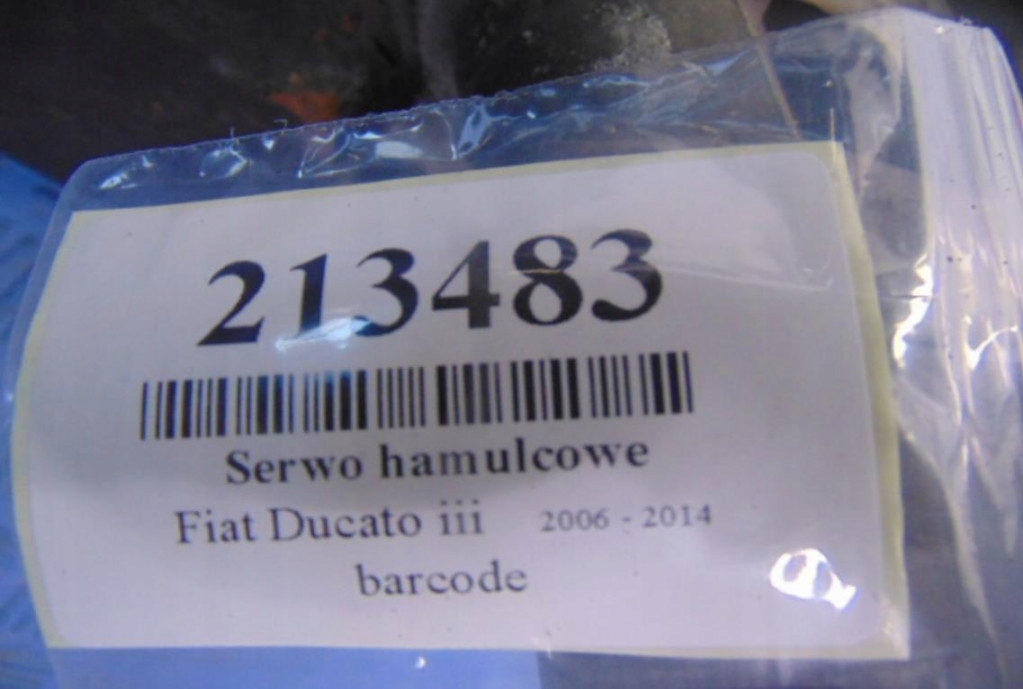 213483
Serwo hamulcowe
Fiat Ducato iii 2006 - 2014
barcode